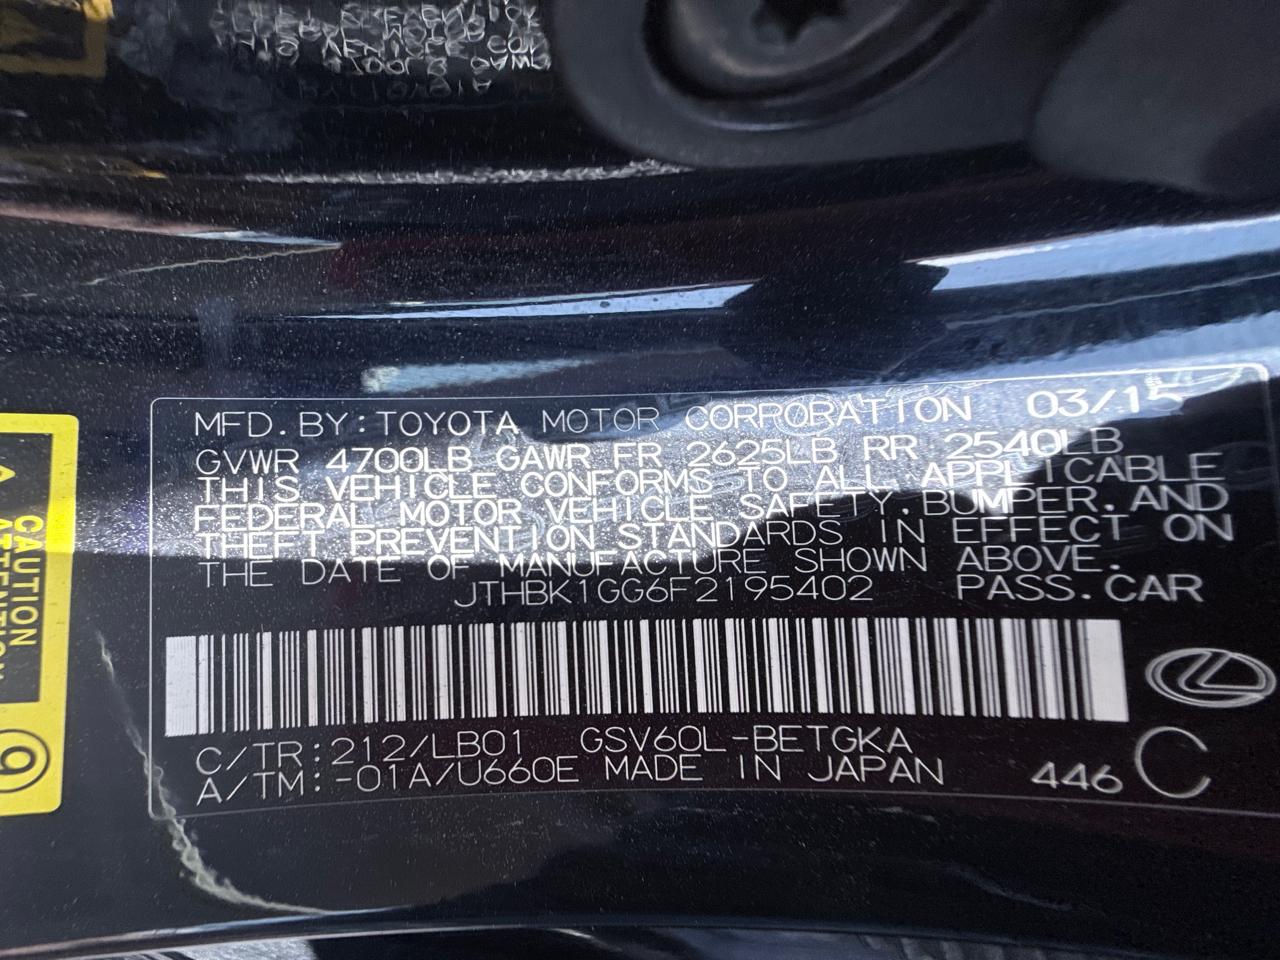 MFD.BY:TOYOTA MOTOR CORPORATION 03/15
GVWR 4700LB GAWR FR 2625LB RR 2540LB
THIS VEHICLE CONFORMS TO ALL APPLICABLE
FEDERAL MOTOR VEHICLE SAFETY,BUMPER,AND
THEFT PREVENTION STANDARDS IN EFFECT ON
THE DATE OF MANUFACTURE SHOWN ABOVE.
JTHBK1GG6F2195402 PASS.CAR
C/TR:212/LB01 GSV60L-BETGKA
A/TM:-01A/U660E MADE IN JAPAN 446 C
CAUTION
ATTENTION
9